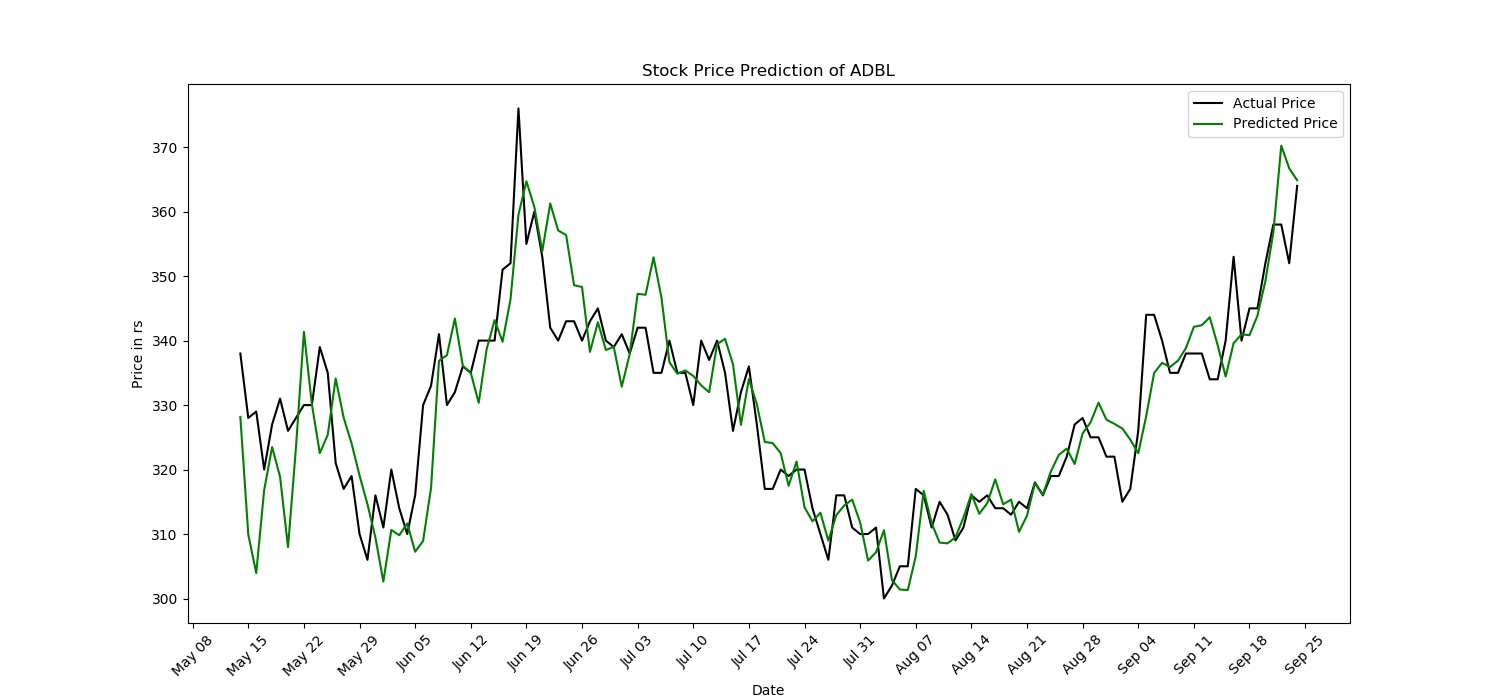 Stock Price Prediction of ADBL
Actual Price
Predicted Price
370
360
350
340
330
320
310
300
Price in rs
May 08
May 15
May 22
May 29
Jun 05
Jun 12
Jun 19
Jun 26
Jul 03
Jul 10
Jul 17
Jul 24
Jul 31
Aug 07
Aug 14
Aug 21
Aug 28
Sep 04
Sep 11
Sep 18
Sep 25
Date